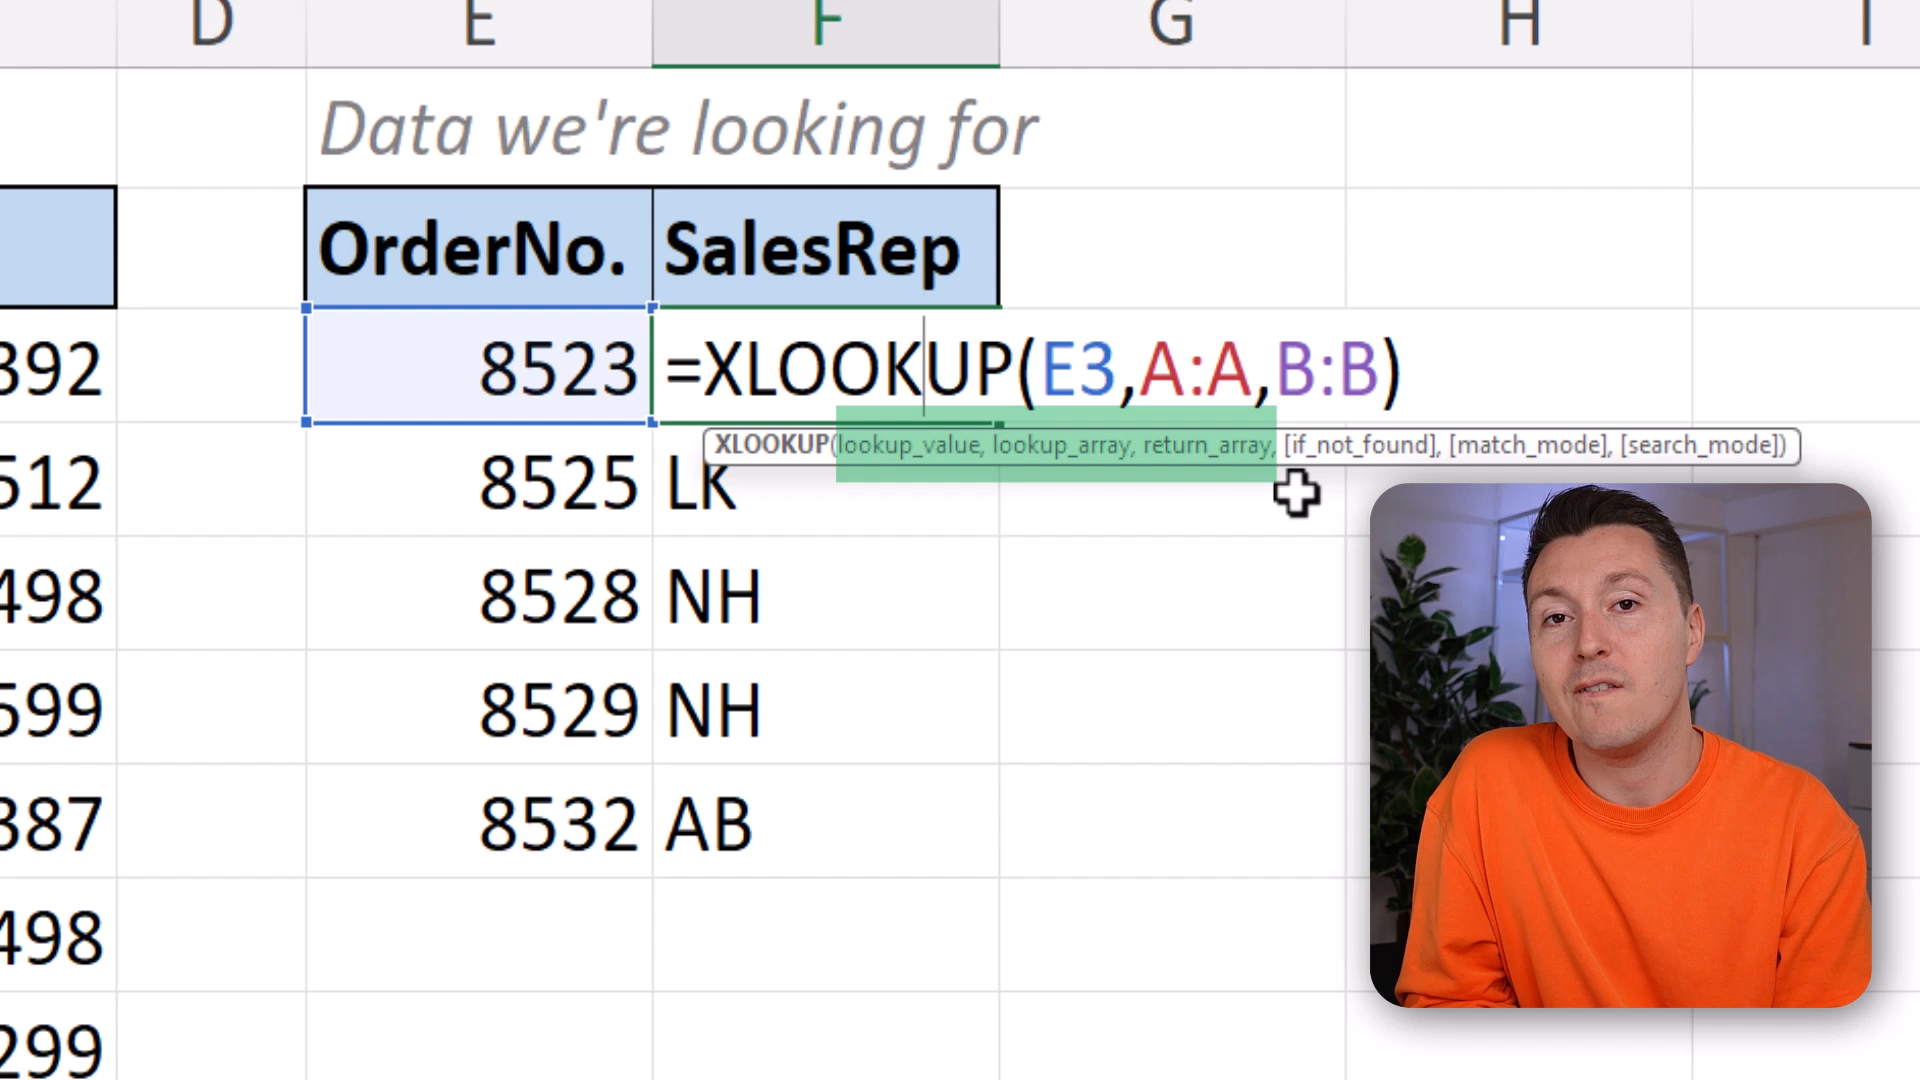 D E F G H I
Data we're looking for
OrderNo. SalesRep
392 8523 =XLOOKUP(E3,A:A,B:B)
XLOOKUP(lookup_value, lookup_array, return_array, [if_not_found], [match_mode], [search_mode])
512 8525 LK
498 8528 NH
599 8529 NH
387 8532 AB
498
299